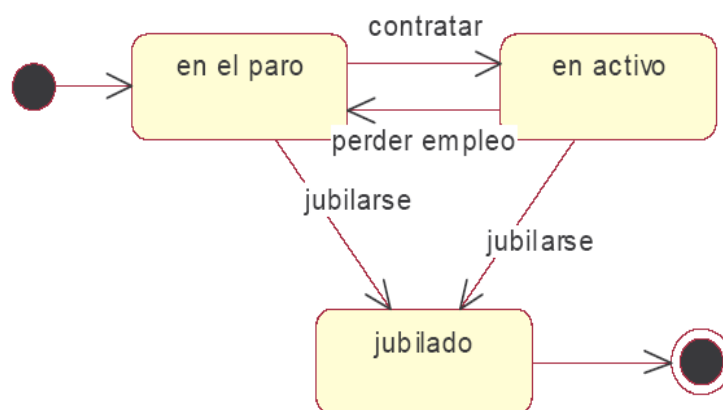 contratar
en el paro
en activo
perder empleo
jubilarse
jubilarse
jubilado